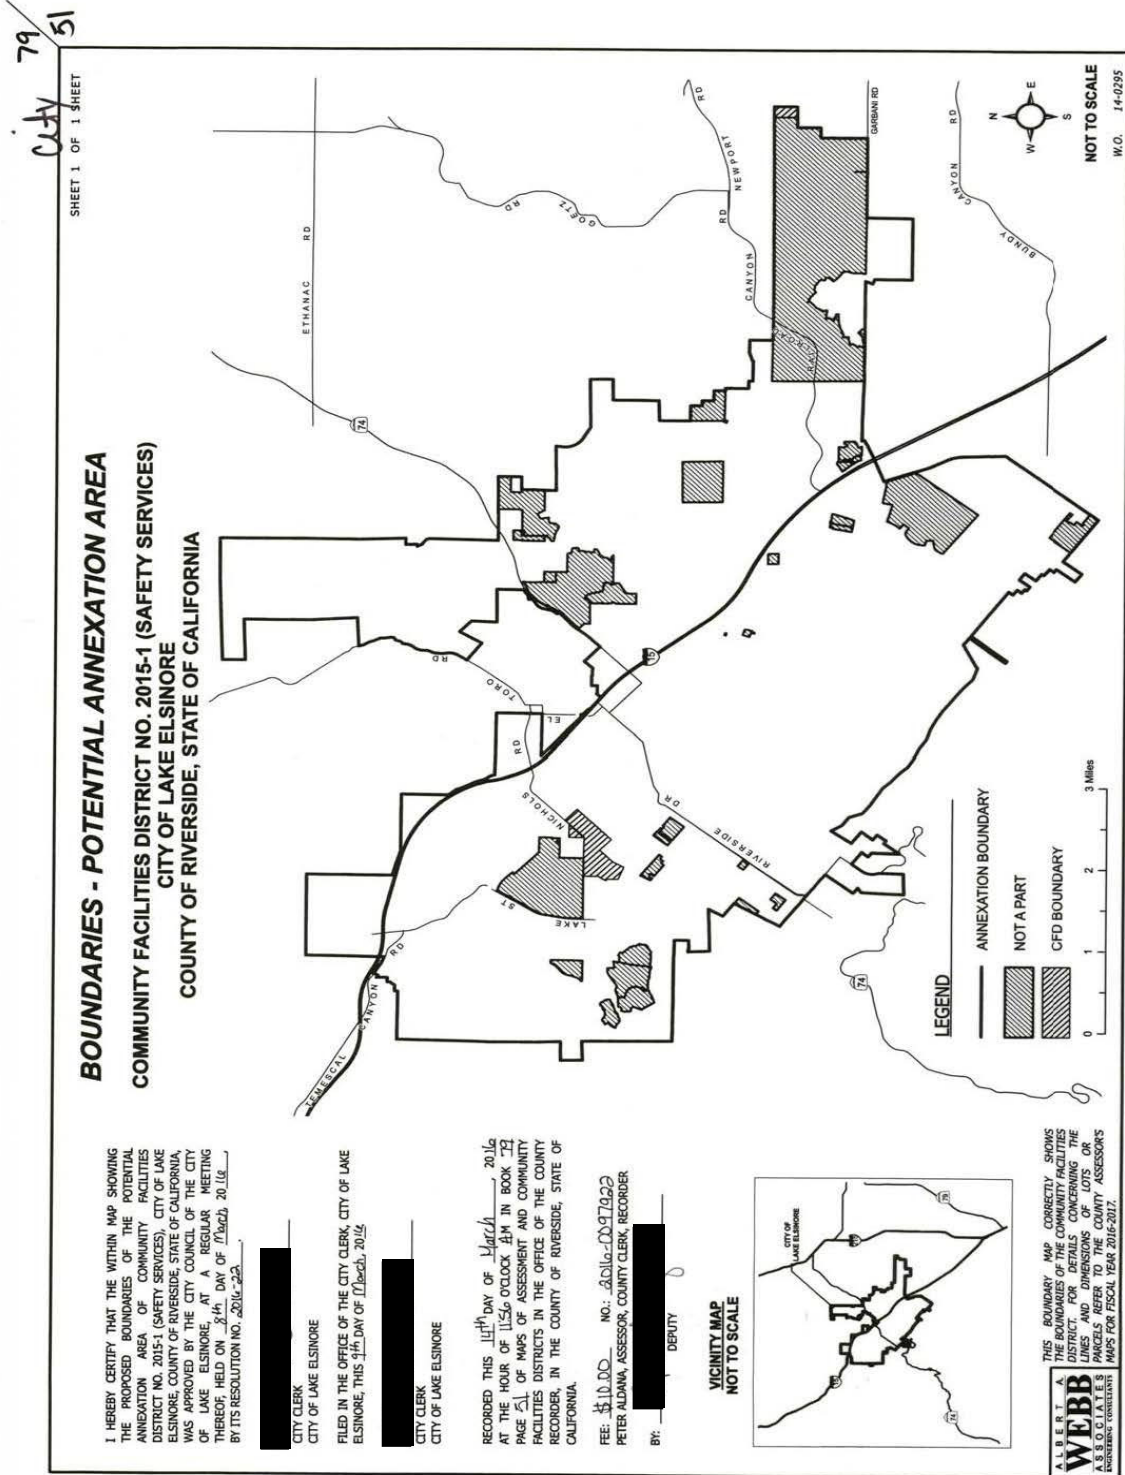 City 79
51
SHEET 1 OF 1 SHEET
BOUNDARIES - POTENTIAL ANNEXATION AREA
COMMUNITY FACILITIES DISTRICT NO. 2015-1 (SAFETY SERVICES)
CITY OF LAKE ELSINORE
COUNTY OF RIVERSIDE, STATE OF CALIFORNIA
I HEREBY CERTIFY THAT THE WITHIN MAP SHOWING
THE PROPOSED BOUNDARIES OF THE POTENTIAL
ANNEXATION AREA OF COMMUNITY FACILITIES
DISTRICT NO. 2015-1 (SAFETY SERVICES), CITY OF LAKE
ELSINORE, COUNTY OF RIVERSIDE, STATE OF CALIFORNIA,
WAS APPROVED BY THE CITY COUNCIL OF THE CITY
OF LAKE ELSINORE, AT A REGULAR MEETING
THEREOF, HELD ON 8th DAY OF March 2016,
BY ITS RESOLUTION NO. 2016-22.
CITY CLERK
CITY OF LAKE ELSINORE
FILED IN THE OFFICE OF THE CITY CLERK, CITY OF LAKE
ELSINORE, THIS DAY OF March, 2016
CITY CLERK
CITY OF LAKE ELSINORE
RECORDED THIS 14th DAY OF March, 2016
AT THE HOUR OF 11:56 O'CLOCK AM IN BOOK 79
PAGE 51 OF MAPS OF ASSESSMENT AND COMMUNITY
FACILITIES DISTRICTS IN THE OFFICE OF THE COUNTY
RECORDER, IN THE COUNTY OF RIVERSIDE, STATE OF
CALIFORNIA.
FEE: $10.00 NO.: 2016-0097922
PETER ALDANA, ASSESSOR, COUNTY CLERK, RECORDER
BY:
DEPUTY
VICINITY MAP
NOT TO SCALE
CITY OF
LAKE ELSINORE
15
15
79
74
TEMESCAL CANYON RD
LAKE ST
NICHOLS RD
EL TORO RD
RIVERSIDE DR
15
74
74
ETHANAC RD
GOETZ RD
NEWPORT RD
RAILROAD CANYON RD
GARBANI RD
BUNDY CANYON RD
LEGEND
ANNEXATION BOUNDARY
NOT A PART
CFD BOUNDARY
0 1 2 3 Miles
N
W E
S
NOT TO SCALE
W.O. 14-0295
ALBERT A.
WEBB
ASSOCIATES
ENGINEERING CONSULTANTS
THIS BOUNDARY MAP CORRECTLY SHOWS
THE BOUNDARIES OF THE COMMUNITY FACILITIES
DISTRICT. FOR DETAILS CONCERNING THE
LINES AND DIMENSIONS OF LOTS OR
PARCELS REFER TO THE COUNTY ASSESSOR'S
MAPS FOR FISCAL YEAR 2016-2017.